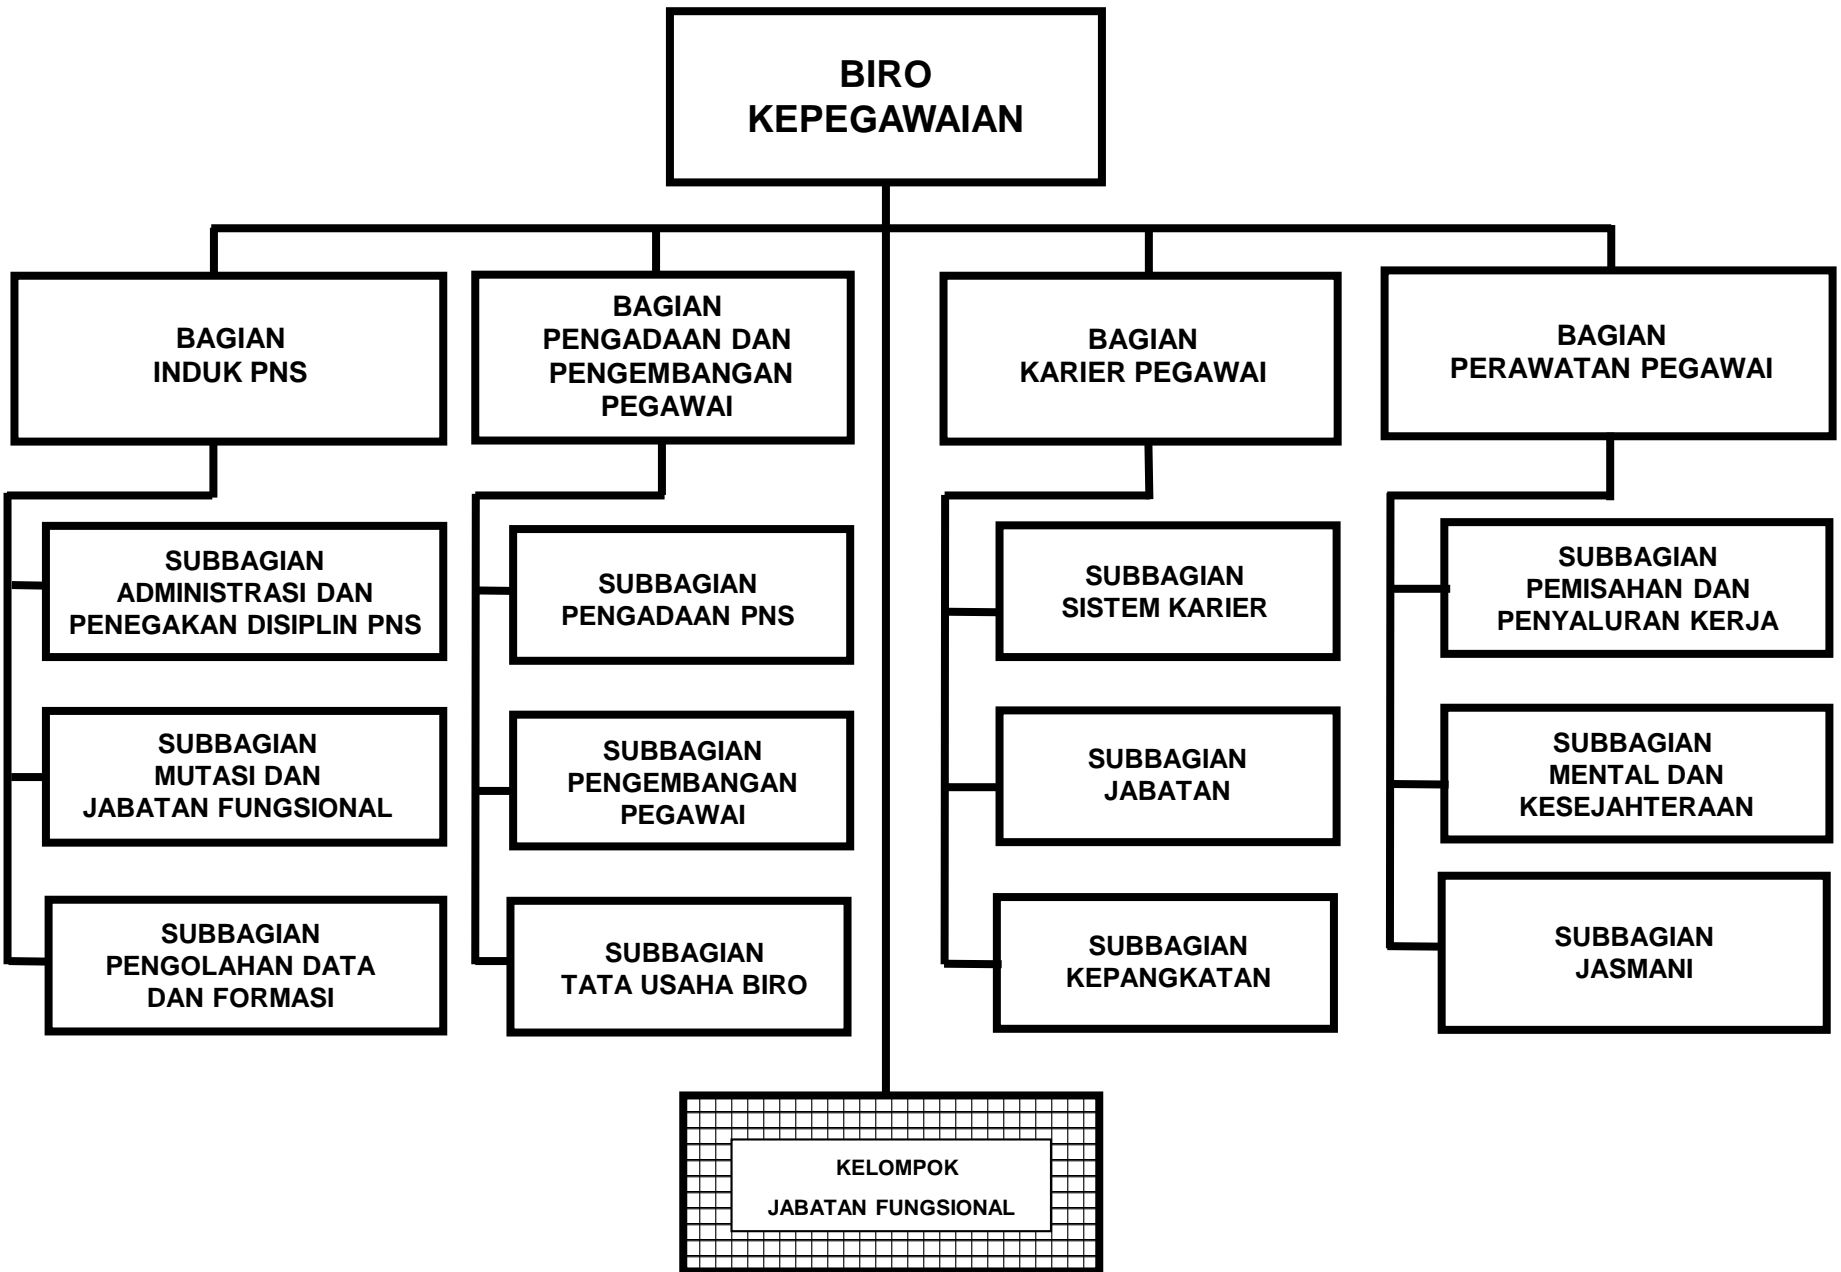 BIRO
KEPEGAWAIAN
BAGIAN
INDUK PNS
BAGIAN
PENGADAAN DAN
PENGEMBANGAN
PEGAWAI
BAGIAN
KARIER PEGAWAI
BAGIAN
PERAWATAN PEGAWAI
SUBBAGIAN
ADMINISTRASI DAN
PENEGAKAN DISIPLIN PNS
SUBBAGIAN
MUTASI DAN
JABATAN FUNGSIONAL
SUBBAGIAN
PENGOLAHAN DATA
DAN FORMASI
SUBBAGIAN
PENGADAAN PNS
SUBBAGIAN
PENGEMBANGAN
PEGAWAI
SUBBAGIAN
TATA USAHA BIRO
SUBBAGIAN
SISTEM KARIER
SUBBAGIAN
JABATAN
SUBBAGIAN
KEPANGKATAN
SUBBAGIAN
PEMISAHAN DAN
PENYALURAN KERJA
SUBBAGIAN
MENTAL DAN
KESEJAHTERAAN
SUBBAGIAN
JASMANI
KELOMPOK
JABATAN FUNGSIONAL